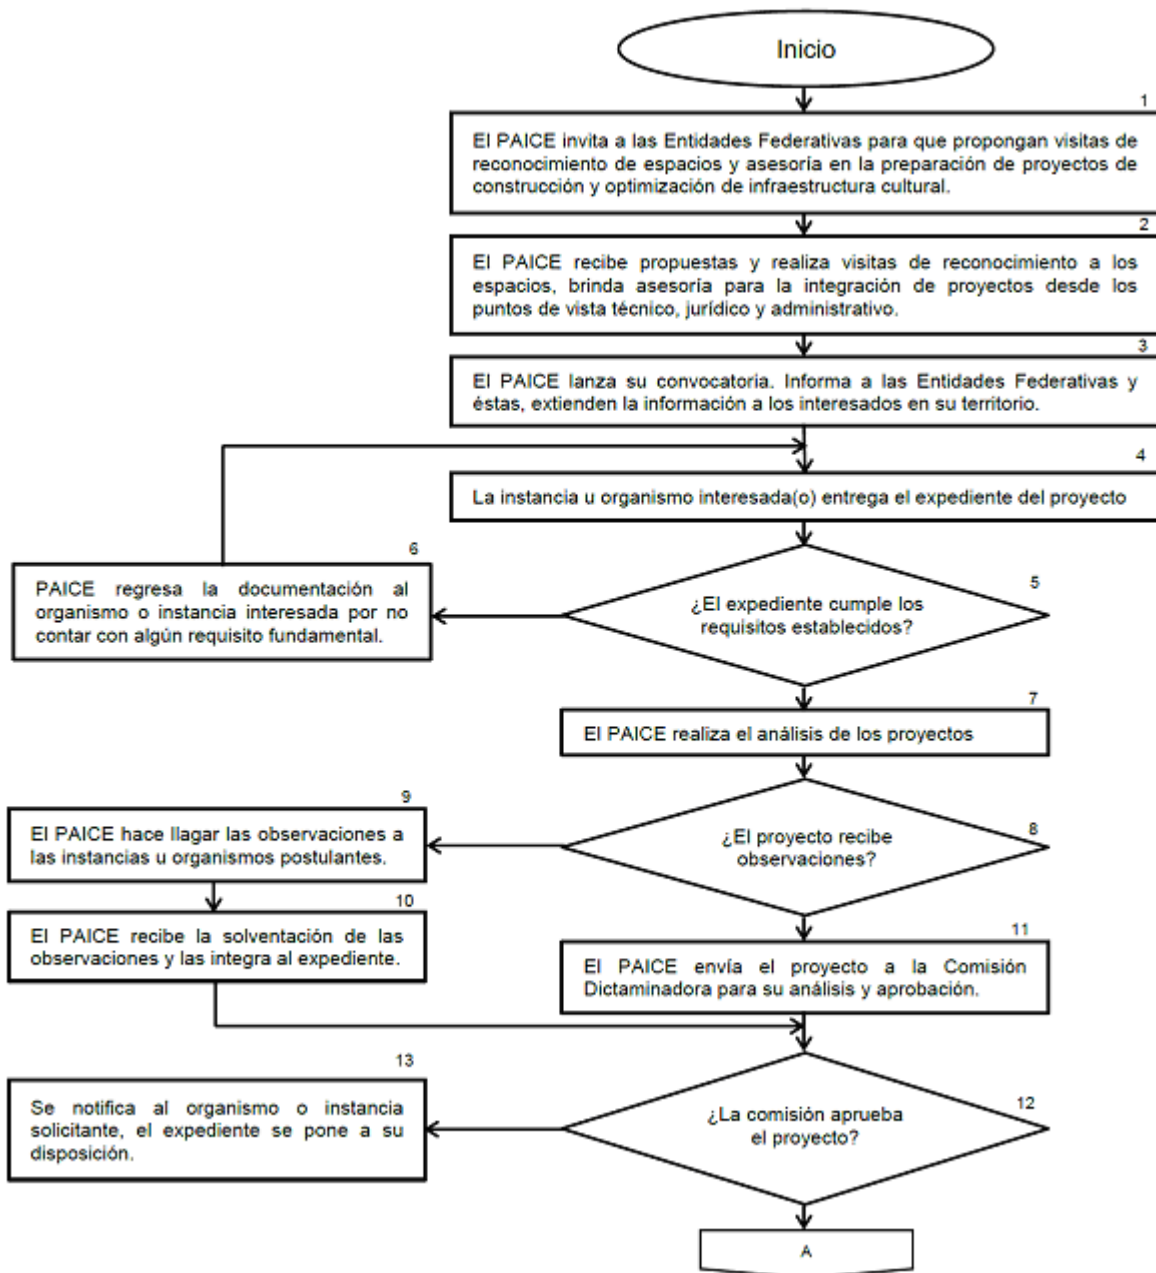 Inicio
1
El PAICE invita a las Entidades Federativas para que propongan visitas de
reconocimiento de espacios y asesoría en la preparación de proyectos de
construcción y optimización de infraestructura cultural.
2
El PAICE recibe propuestas y realiza visitas de reconocimiento a los
espacios, brinda asesoría para la integración de proyectos desde los
puntos de vista técnico, jurídico y administrativo.
3
El PAICE lanza su convocatoria. Informa a las Entidades Federativas y
éstas, extienden la información a los interesados en su territorio.
4
La instancia u organismo interesada(o) entrega el expediente del proyecto
5
¿El expediente cumple los
requisitos establecidos?
6
PAICE regresa la documentación al
organismo o instancia interesada por no
contar con algún requisito fundamental.
7
El PAICE realiza el análisis de los proyectos
8
¿El proyecto recibe
observaciones?
9
El PAICE hace llagar las observaciones a
las instancias u organismos postulantes.
10
El PAICE recibe la solventación de las
observaciones y las integra al expediente.
11
El PAICE envía el proyecto a la Comisión
Dictaminadora para su análisis y aprobación.
12
¿La comisión aprueba
el proyecto?
13
Se notifica al organismo o instancia
solicitante, el expediente se pone a su
disposición.
A